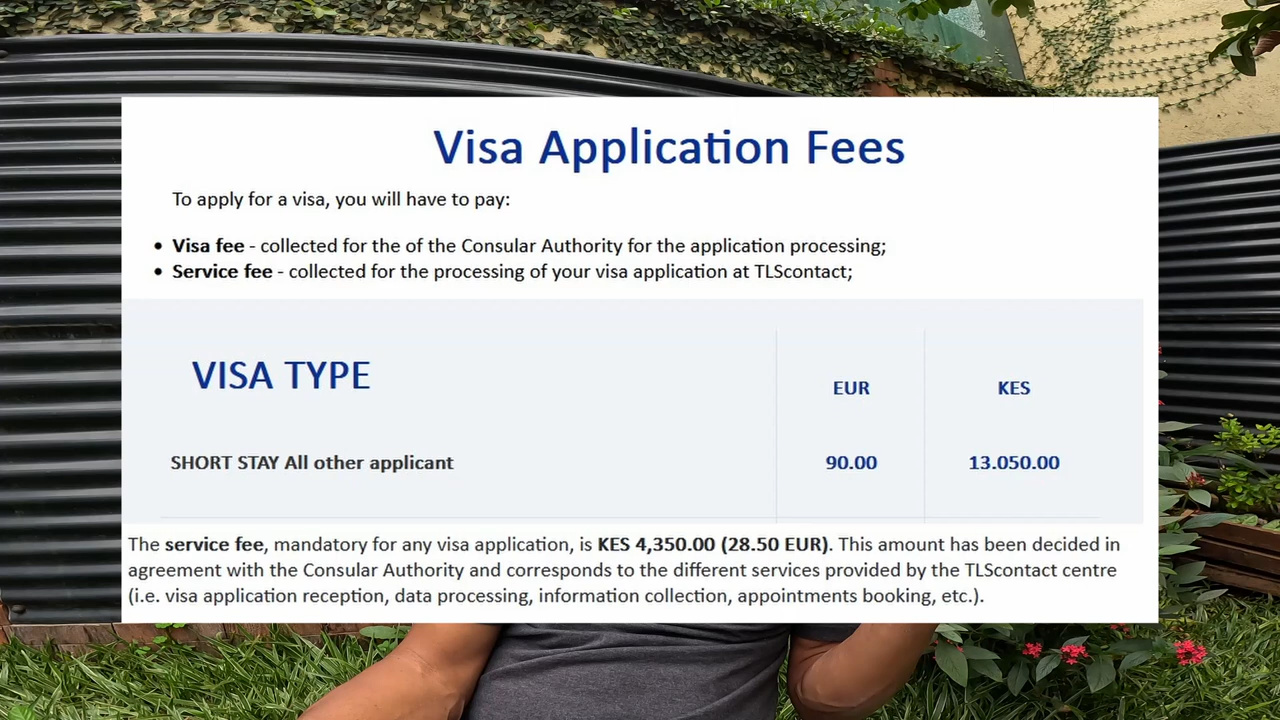 Visa Application Fees
To apply for a visa, you will have to pay:
• Visa fee - collected for the of the Consular Authority for the application processing;
• Service fee - collected for the processing of your visa application at TLScontact;
VISA TYPE
EUR
KES
SHORT STAY All other applicant
90.00
13.050.00
The service fee, mandatory for any visa application, is KES 4,350.00 (28.50 EUR). This amount has been decided in
agreement with the Consular Authority and corresponds to the different services provided by the TLScontact centre
(i.e. visa application reception, data processing, information collection, appointments booking, etc.).